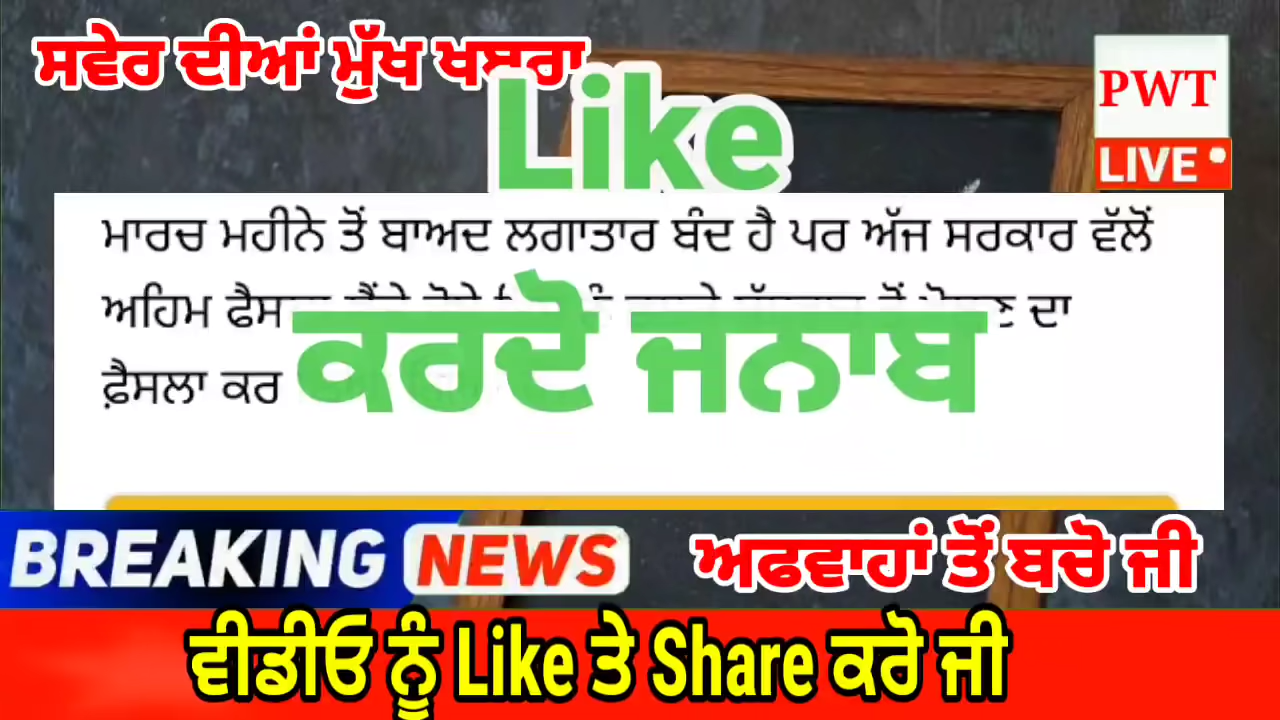 ਸਵੇਰ ਦੀਆਂ ਮੁੱਖ ਖਬਰਾ
Like
PWT
LIVE
ਮਾਰਚ ਮਹੀਨੇ ਤੋਂ ਬਾਅਦ ਲਗਾਤਾਰ ਬੰਦ ਹੈ ਪਰ ਅੱਜ ਸਰਕਾਰ ਵੱਲੋਂ
ਅਹਿਮ ਦਾ
ਫ਼ੈਸਲਾ ਕਰ
ਕਰਦੋ ਜਨਾਬ
BREAKING NEWS
ਅਫਵਾਹਾਂ ਤੋਂ ਬਚੋ ਜੀ
ਵੀਡੀਓ ਨੂੰ Like ਤੇ Share ਕਰੋ ਜੀ